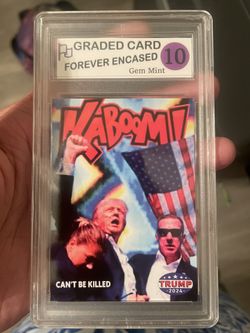 GRADED CARD
FOREVER ENCASED
10
Gem Mint
KABOOM!
CAN'T BE KILLED
TRUMP
2024